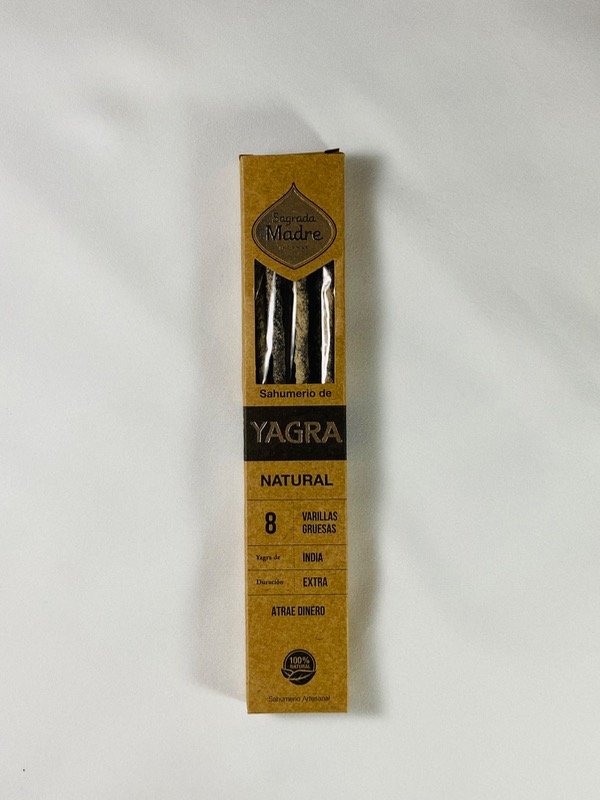 Sagrada
Madre
Sahumerio de
YAGRA
NATURAL
8 VARILLAS
GRUESAS
Yagra de INDIA
Duración EXTRA
ATRAE DINERO
100%
NATURAL
Sahumerio Artesanal